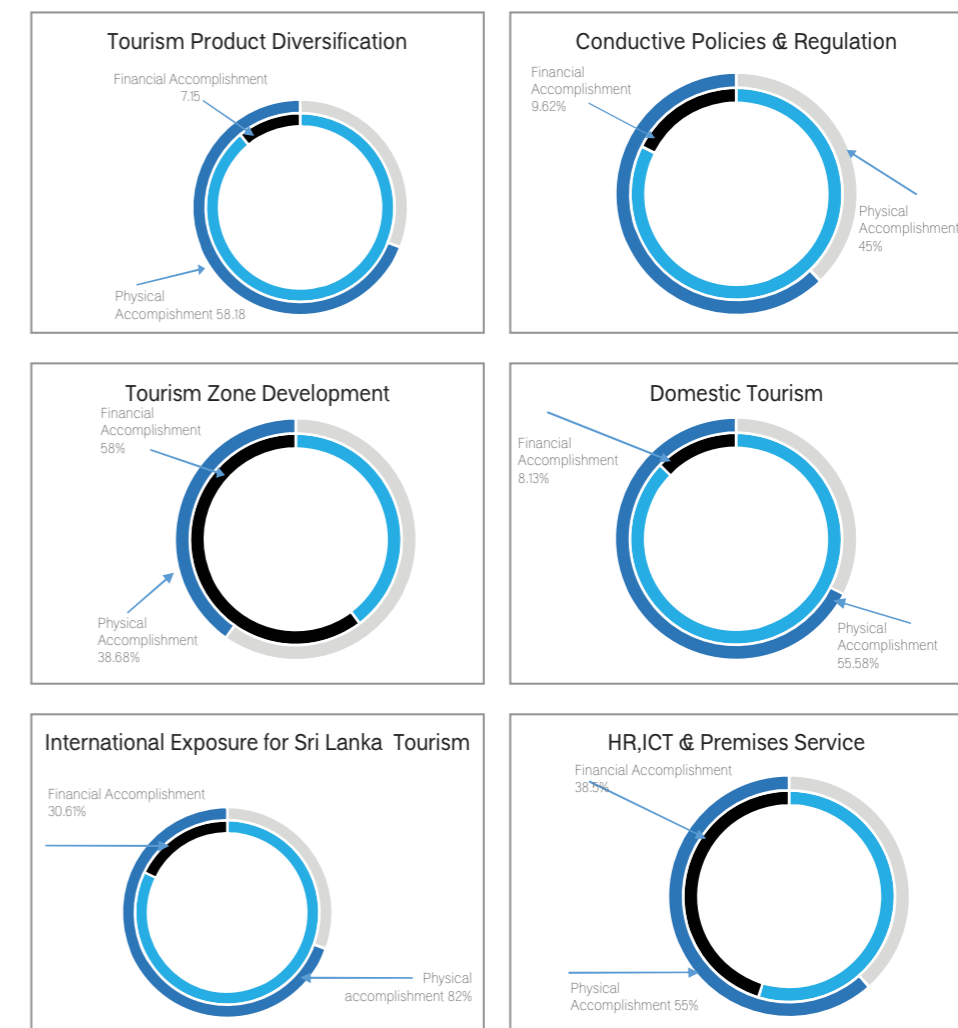 Tourism Product Diversification
Financial Accomplishment
7.15
Physical
Accompishment 58.18
Conductive Policies & Regulation
Financial
Accomplishment
9.62%
Physical
Accomplishment
45%
Tourism Zone Development
Financial
Accomplishment
58%
Physical
Accomplishment
38.68%
Domestic Tourism
Financial
Accomplishment
8.13%
Physical
Accomplishment
55.58%
International Exposure for Sri Lanka Tourism
Financial Accomplishment
30.61%
Physical
accomplishment 82%
HR,ICT & Premises Service
Financial Accomplishment
38.5%
Physical
Accomplishment 55%